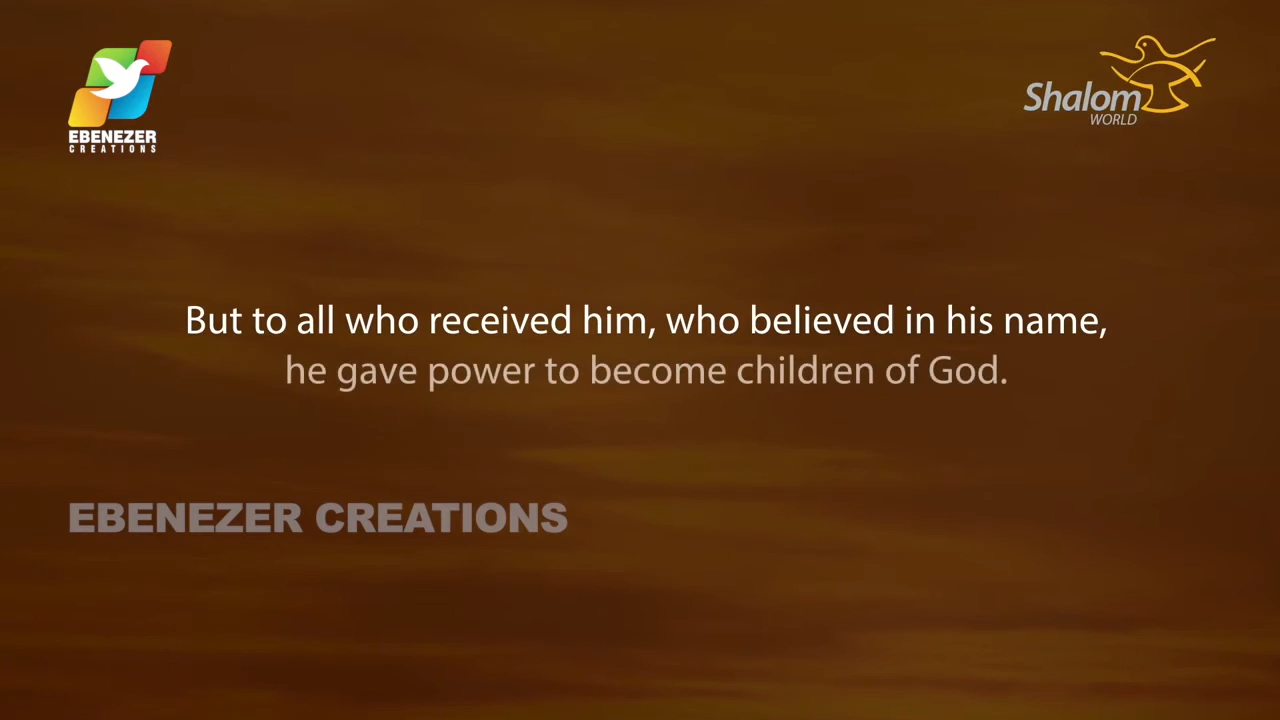 EBENEZER
CREATIONS
Shalom
WORLD
But to all who received him, who believed in his name,
he gave power to become children of God.
EBENEZER CREATIONS